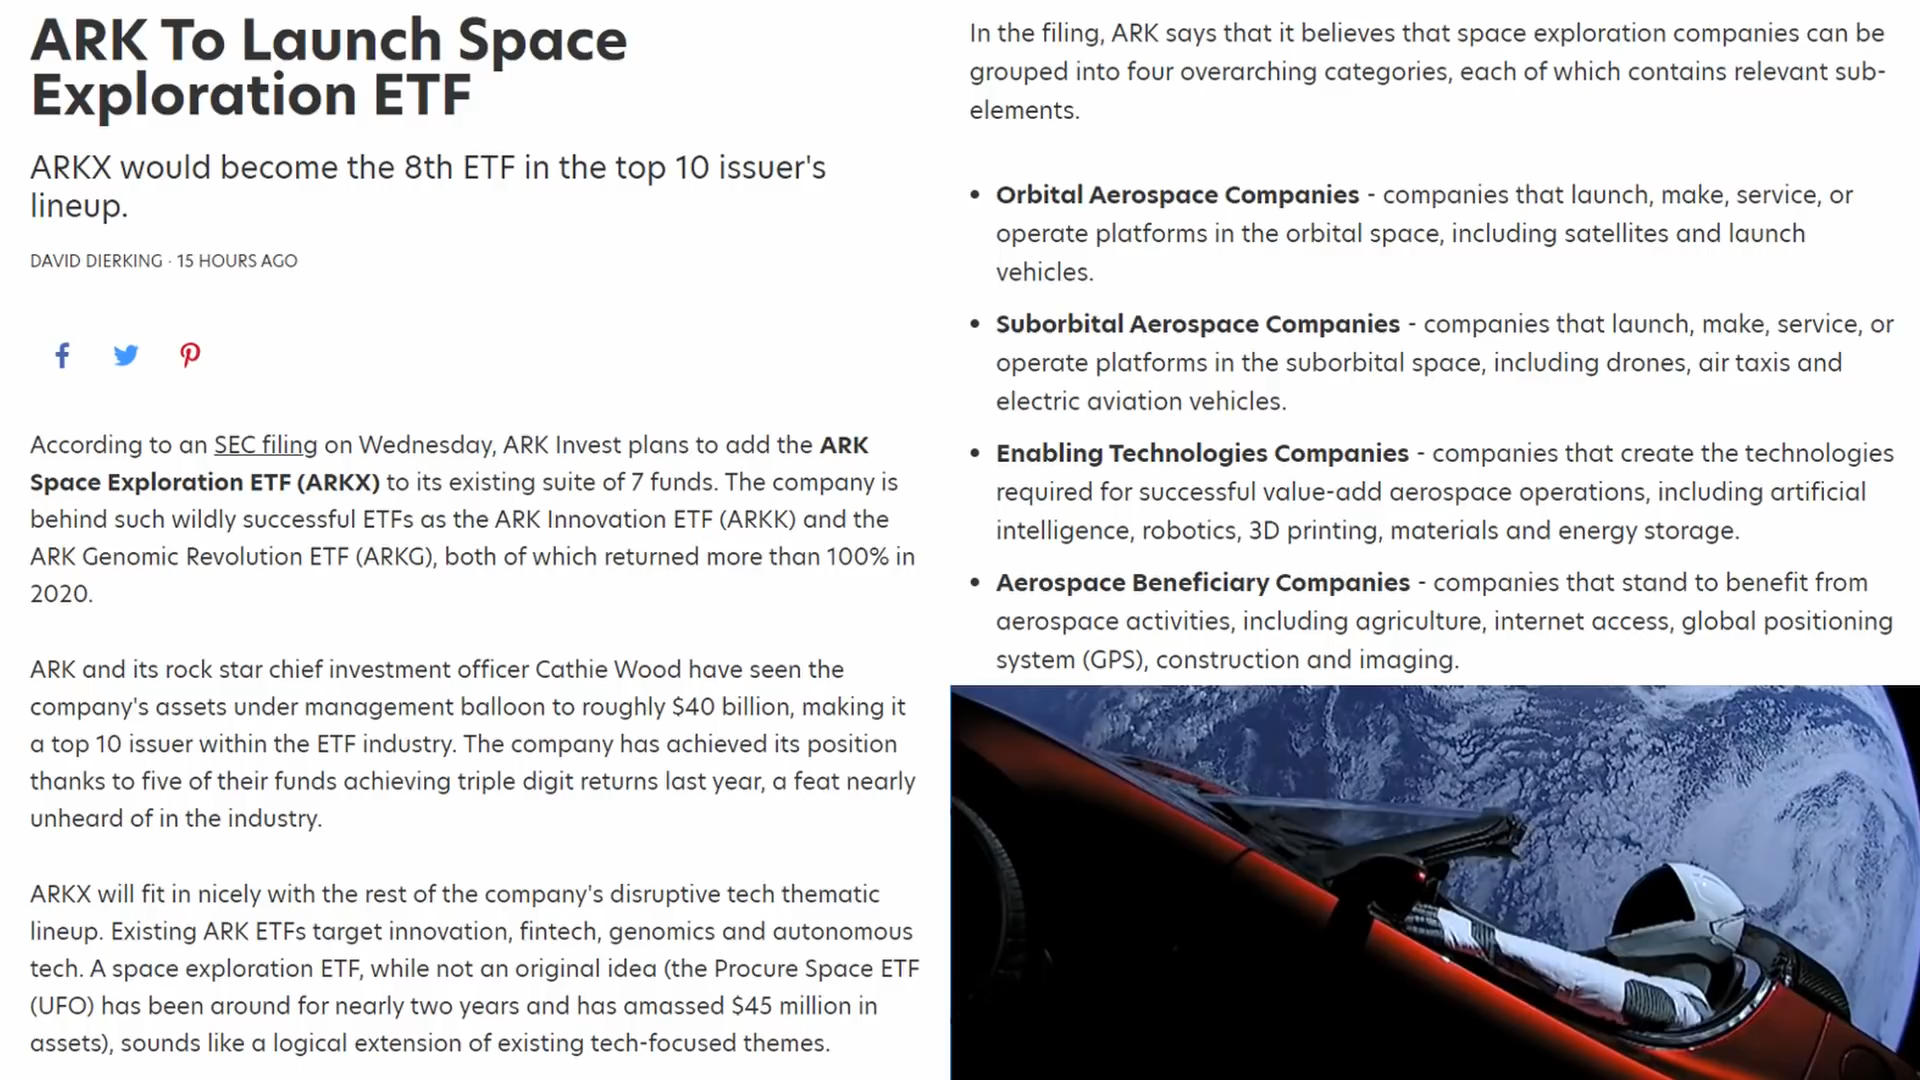 ARK To Launch Space
Exploration ETF
ARKX would become the 8th ETF in the top 10 issuer's
lineup.
DAVID DIERKING · 15 HOURS AGO
According to an SEC filing on Wednesday, ARK Invest plans to add the ARK
Space Exploration ETF (ARKX) to its existing suite of 7 funds. The company is
behind such wildly successful ETFs as the ARK Innovation ETF (ARKK) and the
ARK Genomic Revolution ETF (ARKG), both of which returned more than 100% in
2020.
ARK and its rock star chief investment officer Cathie Wood have seen the
company's assets under management balloon to roughly $40 billion, making it
a top 10 issuer within the ETF industry. The company has achieved its position
thanks to five of their funds achieving triple digit returns last year, a feat nearly
unheard of in the industry.
ARKX will fit in nicely with the rest of the company's disruptive tech thematic
lineup. Existing ARK ETFs target innovation, fintech, genomics and autonomous
tech. A space exploration ETF, while not an original idea (the Procure Space ETF
(UFO) has been around for nearly two years and has amassed $45 million in
assets), sounds like a logical extension of existing tech-focused themes.
In the filing, ARK says that it believes that space exploration companies can be
grouped into four overarching categories, each of which contains relevant sub-
elements.
• Orbital Aerospace Companies - companies that launch, make, service, or
operate platforms in the orbital space, including satellites and launch
vehicles.
• Suborbital Aerospace Companies - companies that launch, make, service, or
operate platforms in the suborbital space, including drones, air taxis and
electric aviation vehicles.
• Enabling Technologies Companies - companies that create the technologies
required for successful value-add aerospace operations, including artificial
intelligence, robotics, 3D printing, materials and energy storage.
• Aerospace Beneficiary Companies - companies that stand to benefit from
aerospace activities, including agriculture, internet access, global positioning
system (GPS), construction and imaging.